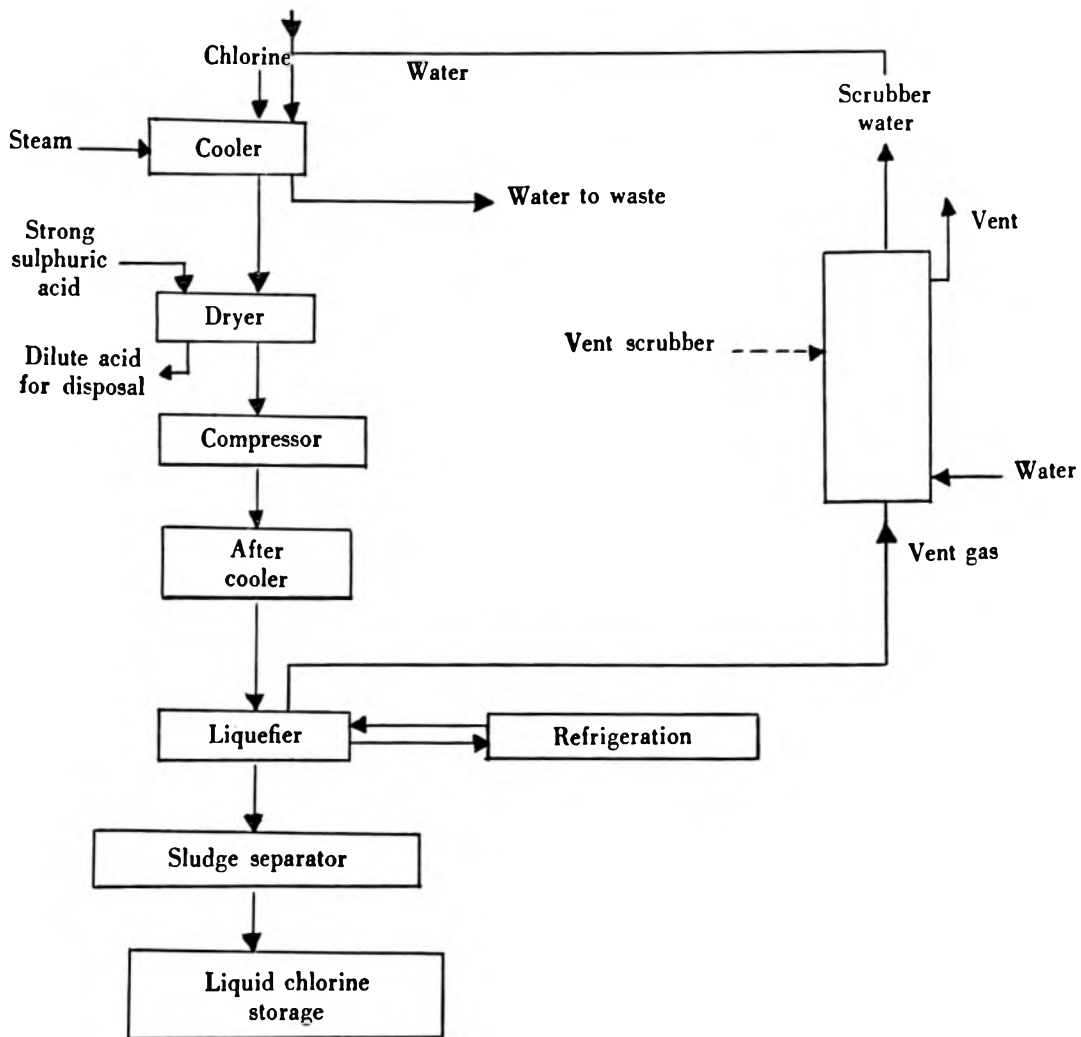 Chlorine
Water
Scrubber
water
Steam
Cooler
Water to waste
Vent
Strong
sulphuric
acid
Dryer
Vent scrubber
Dilute acid
for disposal
Compressor
Water
After
cooler
Vent gas
Liquefier
Refrigeration
Sludge separator
Liquid chlorine
storage